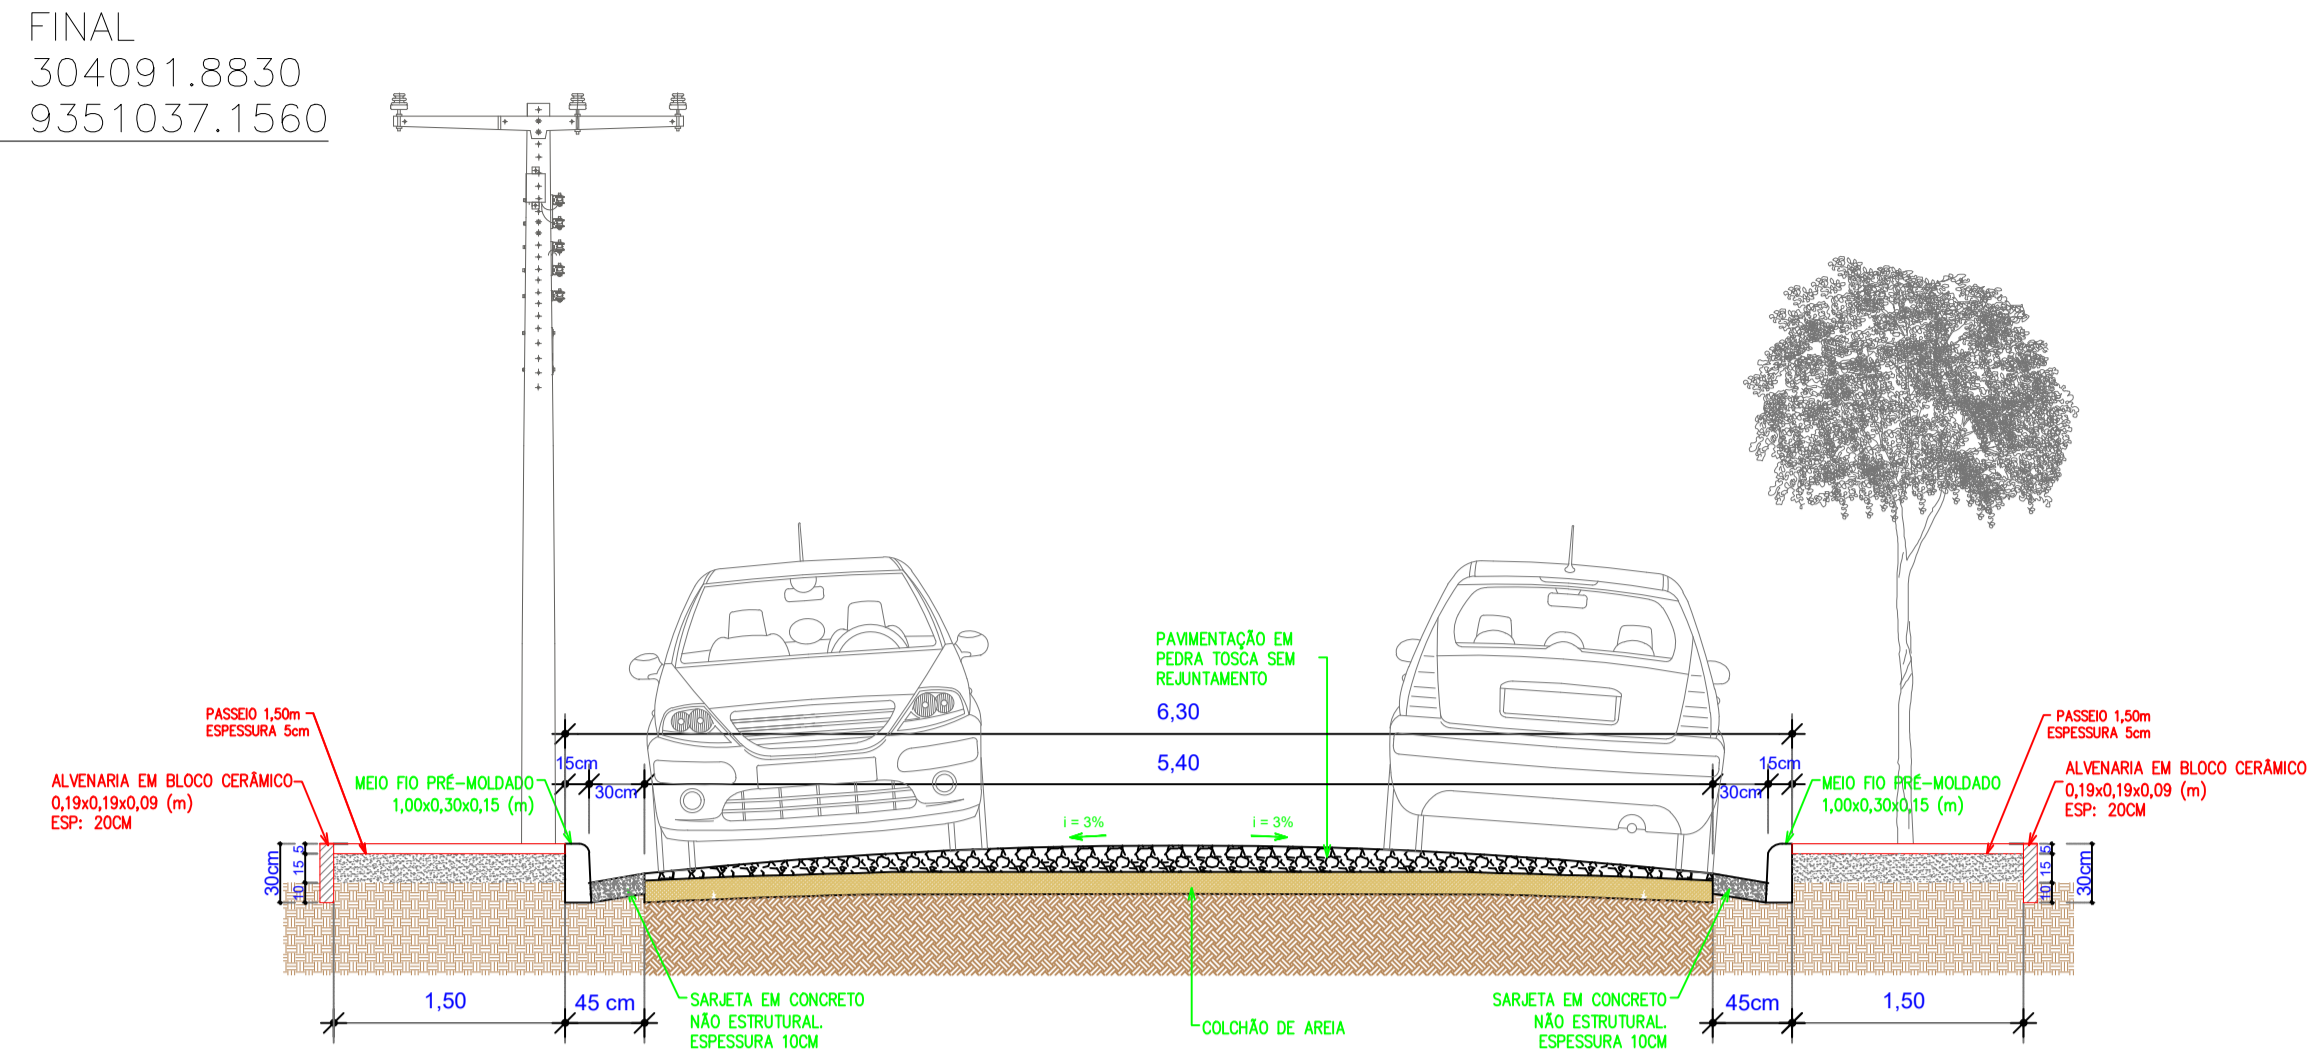 FINAL
304091.8830
9351037.1560
PAVIMENTAÇÃO EM
PEDRA TOSCA SEM
REJUNTAMENTO
6,30
5,40
PASSEIO 1,50m
ESPESSURA 5cm
ALVENARIA EM BLOCO CERÂMICO
0,19x0,19x0,09 (m)
ESP: 20CM
MEIO FIO PRÉ-MOLDADO
1,00x0,30x0,15 (m)
15cm
30cm
i = 3%
i = 3%
15cm
30cm
MEIO FIO PRÉ-MOLDADO
1,00x0,30x0,15 (m)
PASSEIO 1,50m
ESPESSURA 5cm
ALVENARIA EM BLOCO CERÂMICO
0,19x0,19x0,09 (m)
ESP: 20CM
30cm
5
15
10
5
15
10
30cm
1,50
45 cm
SARJETA EM CONCRETO
NÃO ESTRUTURAL.
ESPESSURA 10CM
COLCHÃO DE AREIA
SARJETA EM CONCRETO
NÃO ESTRUTURAL.
ESPESSURA 10CM
45cm
1,50